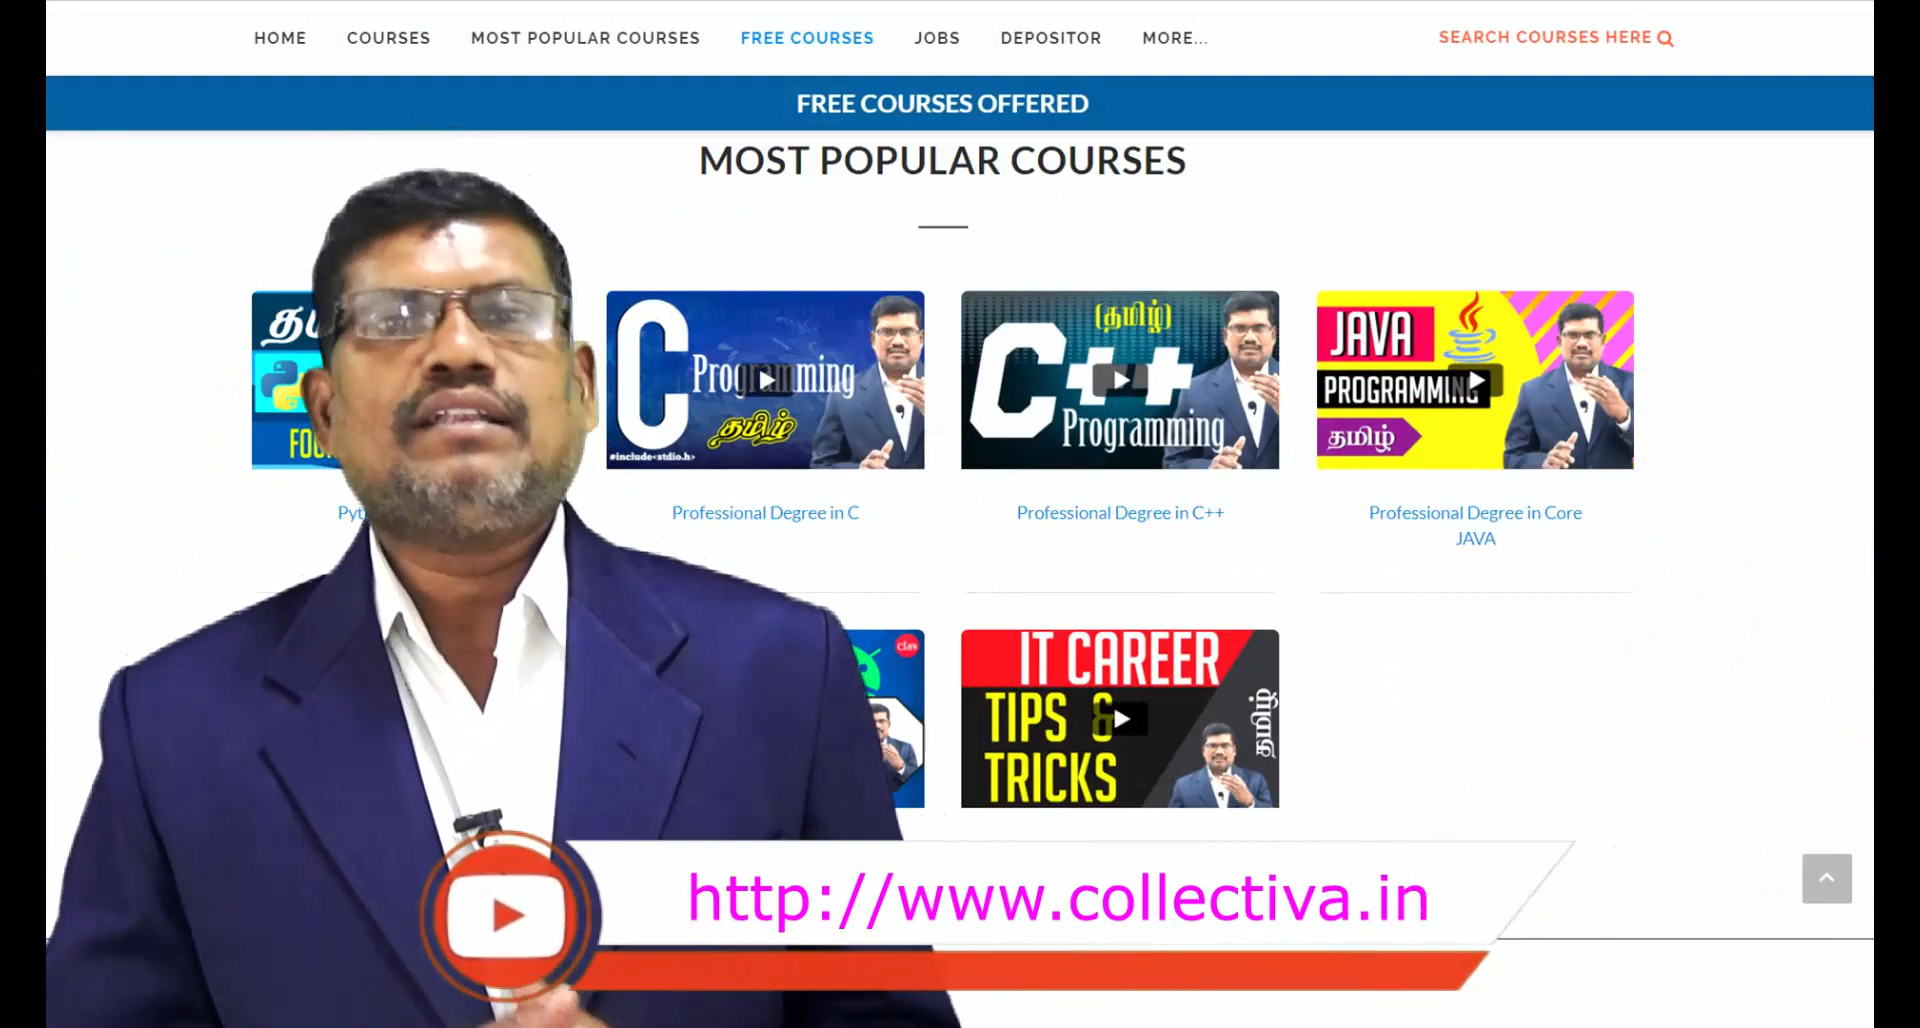 HOME COURSES MOST POPULAR COURSES FREE COURSES JOBS DEPOSITOR MORE... SEARCH COURSES HERE
FREE COURSES OFFERED
MOST POPULAR COURSES
C
Programming
தமிழ்
#include<stdio.h>
(தமிழ்)
C++
Programming
JAVA
PROGRAMMING
தமிழ்
Professional Degree in C
Professional Degree in C++
Professional Degree in Core
JAVA
IT CAREER
TIPS &
TRICKS
தமிழ்
http://www.collectiva.in